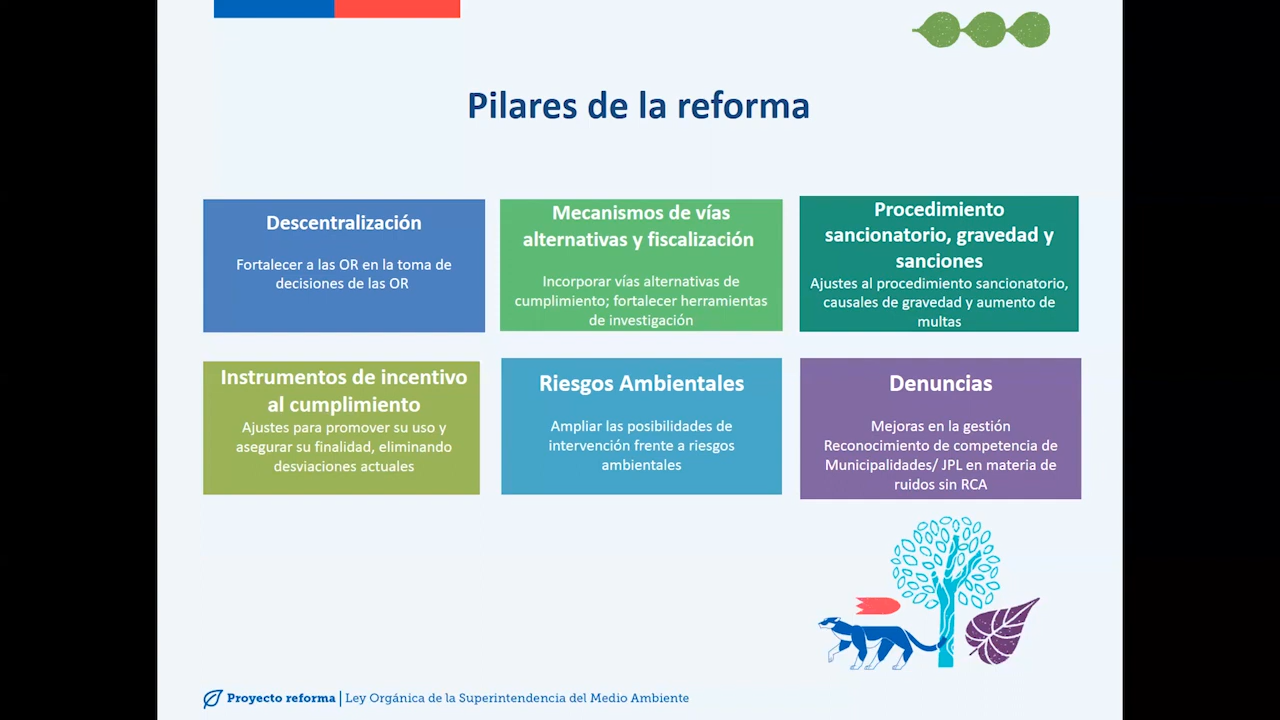 Pilares de la reforma
Descentralización
Fortalecer a las OR en la toma de
decisiones de las OR
Mecanismos de vías
alternativas y fiscalización
Incorporar vías alternativas de
cumplimiento; fortalecer herramientas
de investigación
Procedimiento
sancionatorio, gravedad y
sanciones
Ajustes al procedimiento sancionatorio,
causales de gravedad y aumento de
multas
Instrumentos de incentivo
al cumplimiento
Ajustes para promover su uso y
asegurar su finalidad, eliminando
desviaciones actuales
Riesgos Ambientales
Ampliar las posibilidades de
intervención frente a riesgos
ambientales
Denuncias
Mejoras en la gestión
Reconocimiento de competencia de
Municipalidades/ JPL en materia de
ruidos sin RCA
Proyecto reforma | Ley Orgánica de la Superintendencia del Medio Ambiente